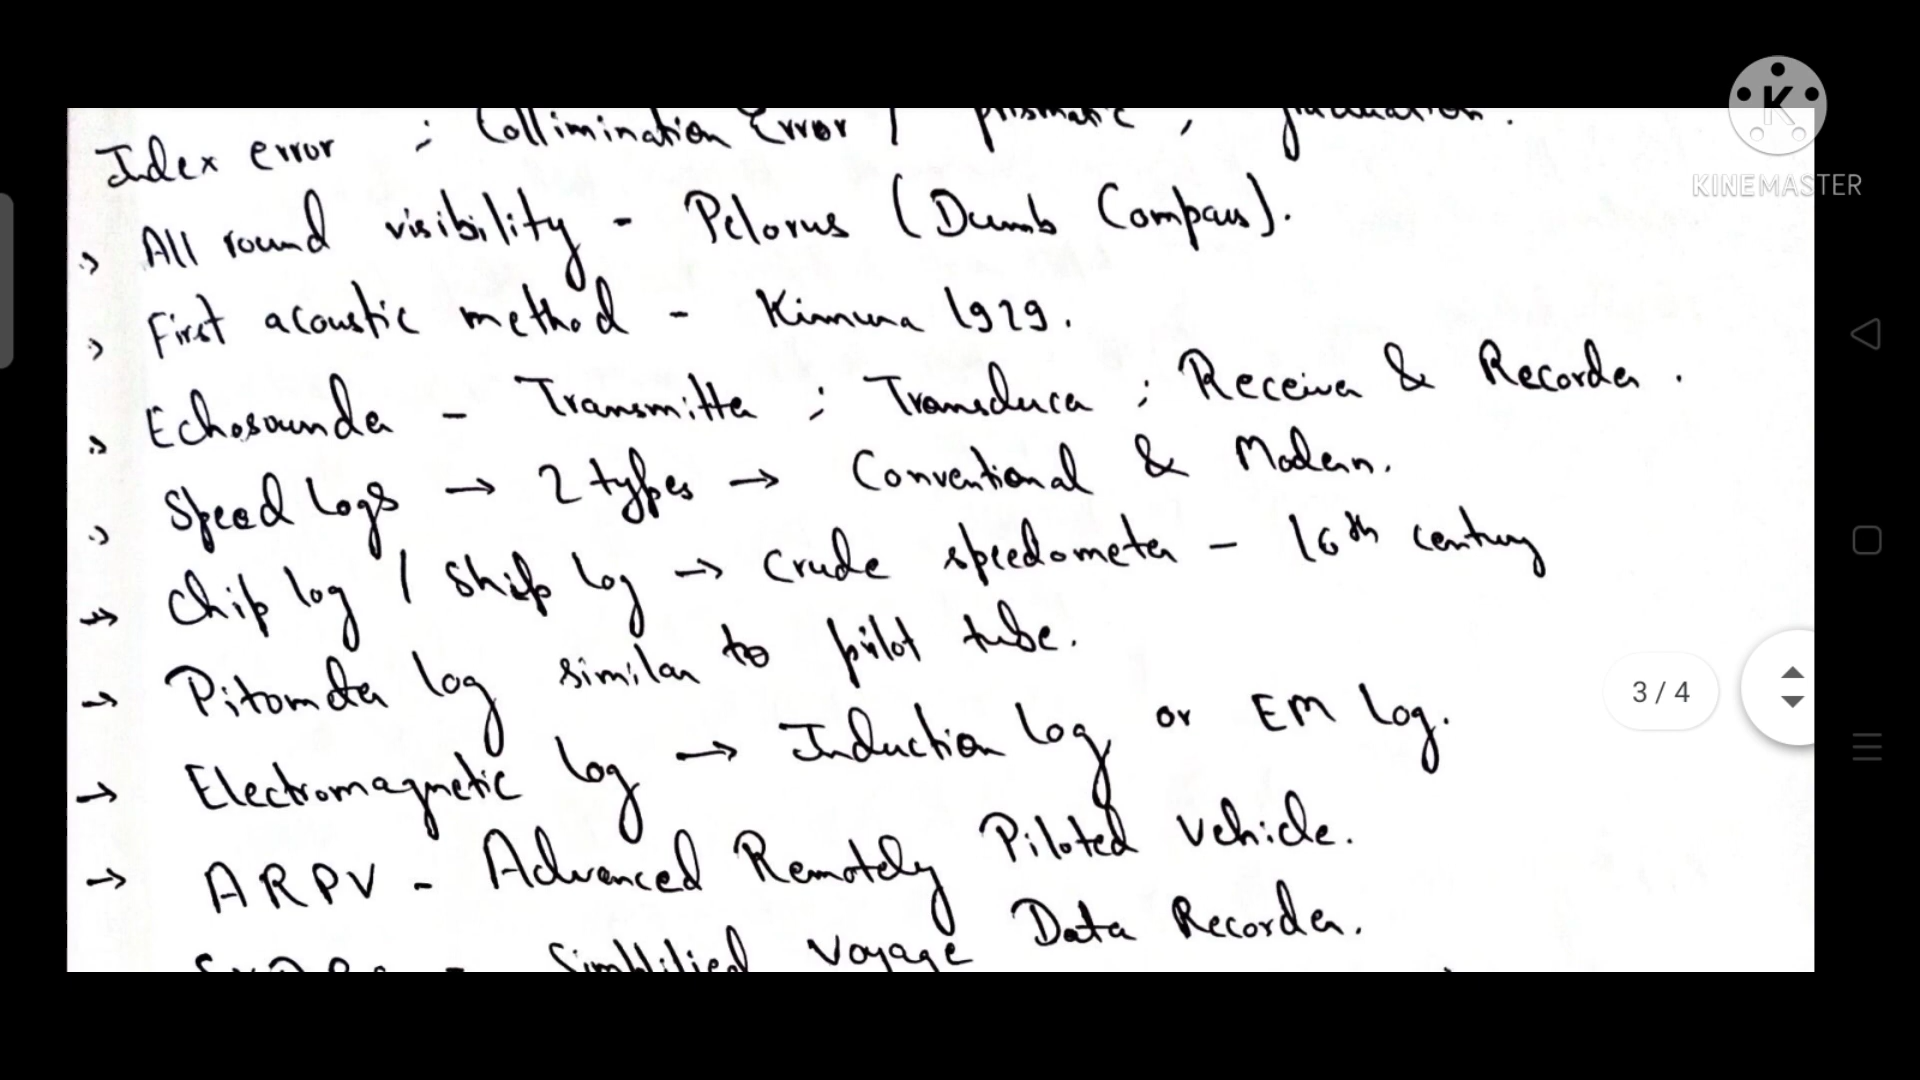 Index error ; Collimination Error / prismatic ,
KINEMASTER
All round visibility - Pelorus (Dumb Compass).
First acoustic method - Kimura 1929.
Echosounder - Transmitter ; Transducer ; Receiver & Recorder .
Speed logs → 2 types → Conventional & Modern.
→ Chip log / Ship log → Crude speedometer - 16th century
→ Pitometer log similar to pilot tube.
3 / 4
→ Electromagnetic log → Induction log or EM log.
→ ARPV - Advanced Remotely Piloted Vehicle.
- Simplified Voyage Data Recorder.